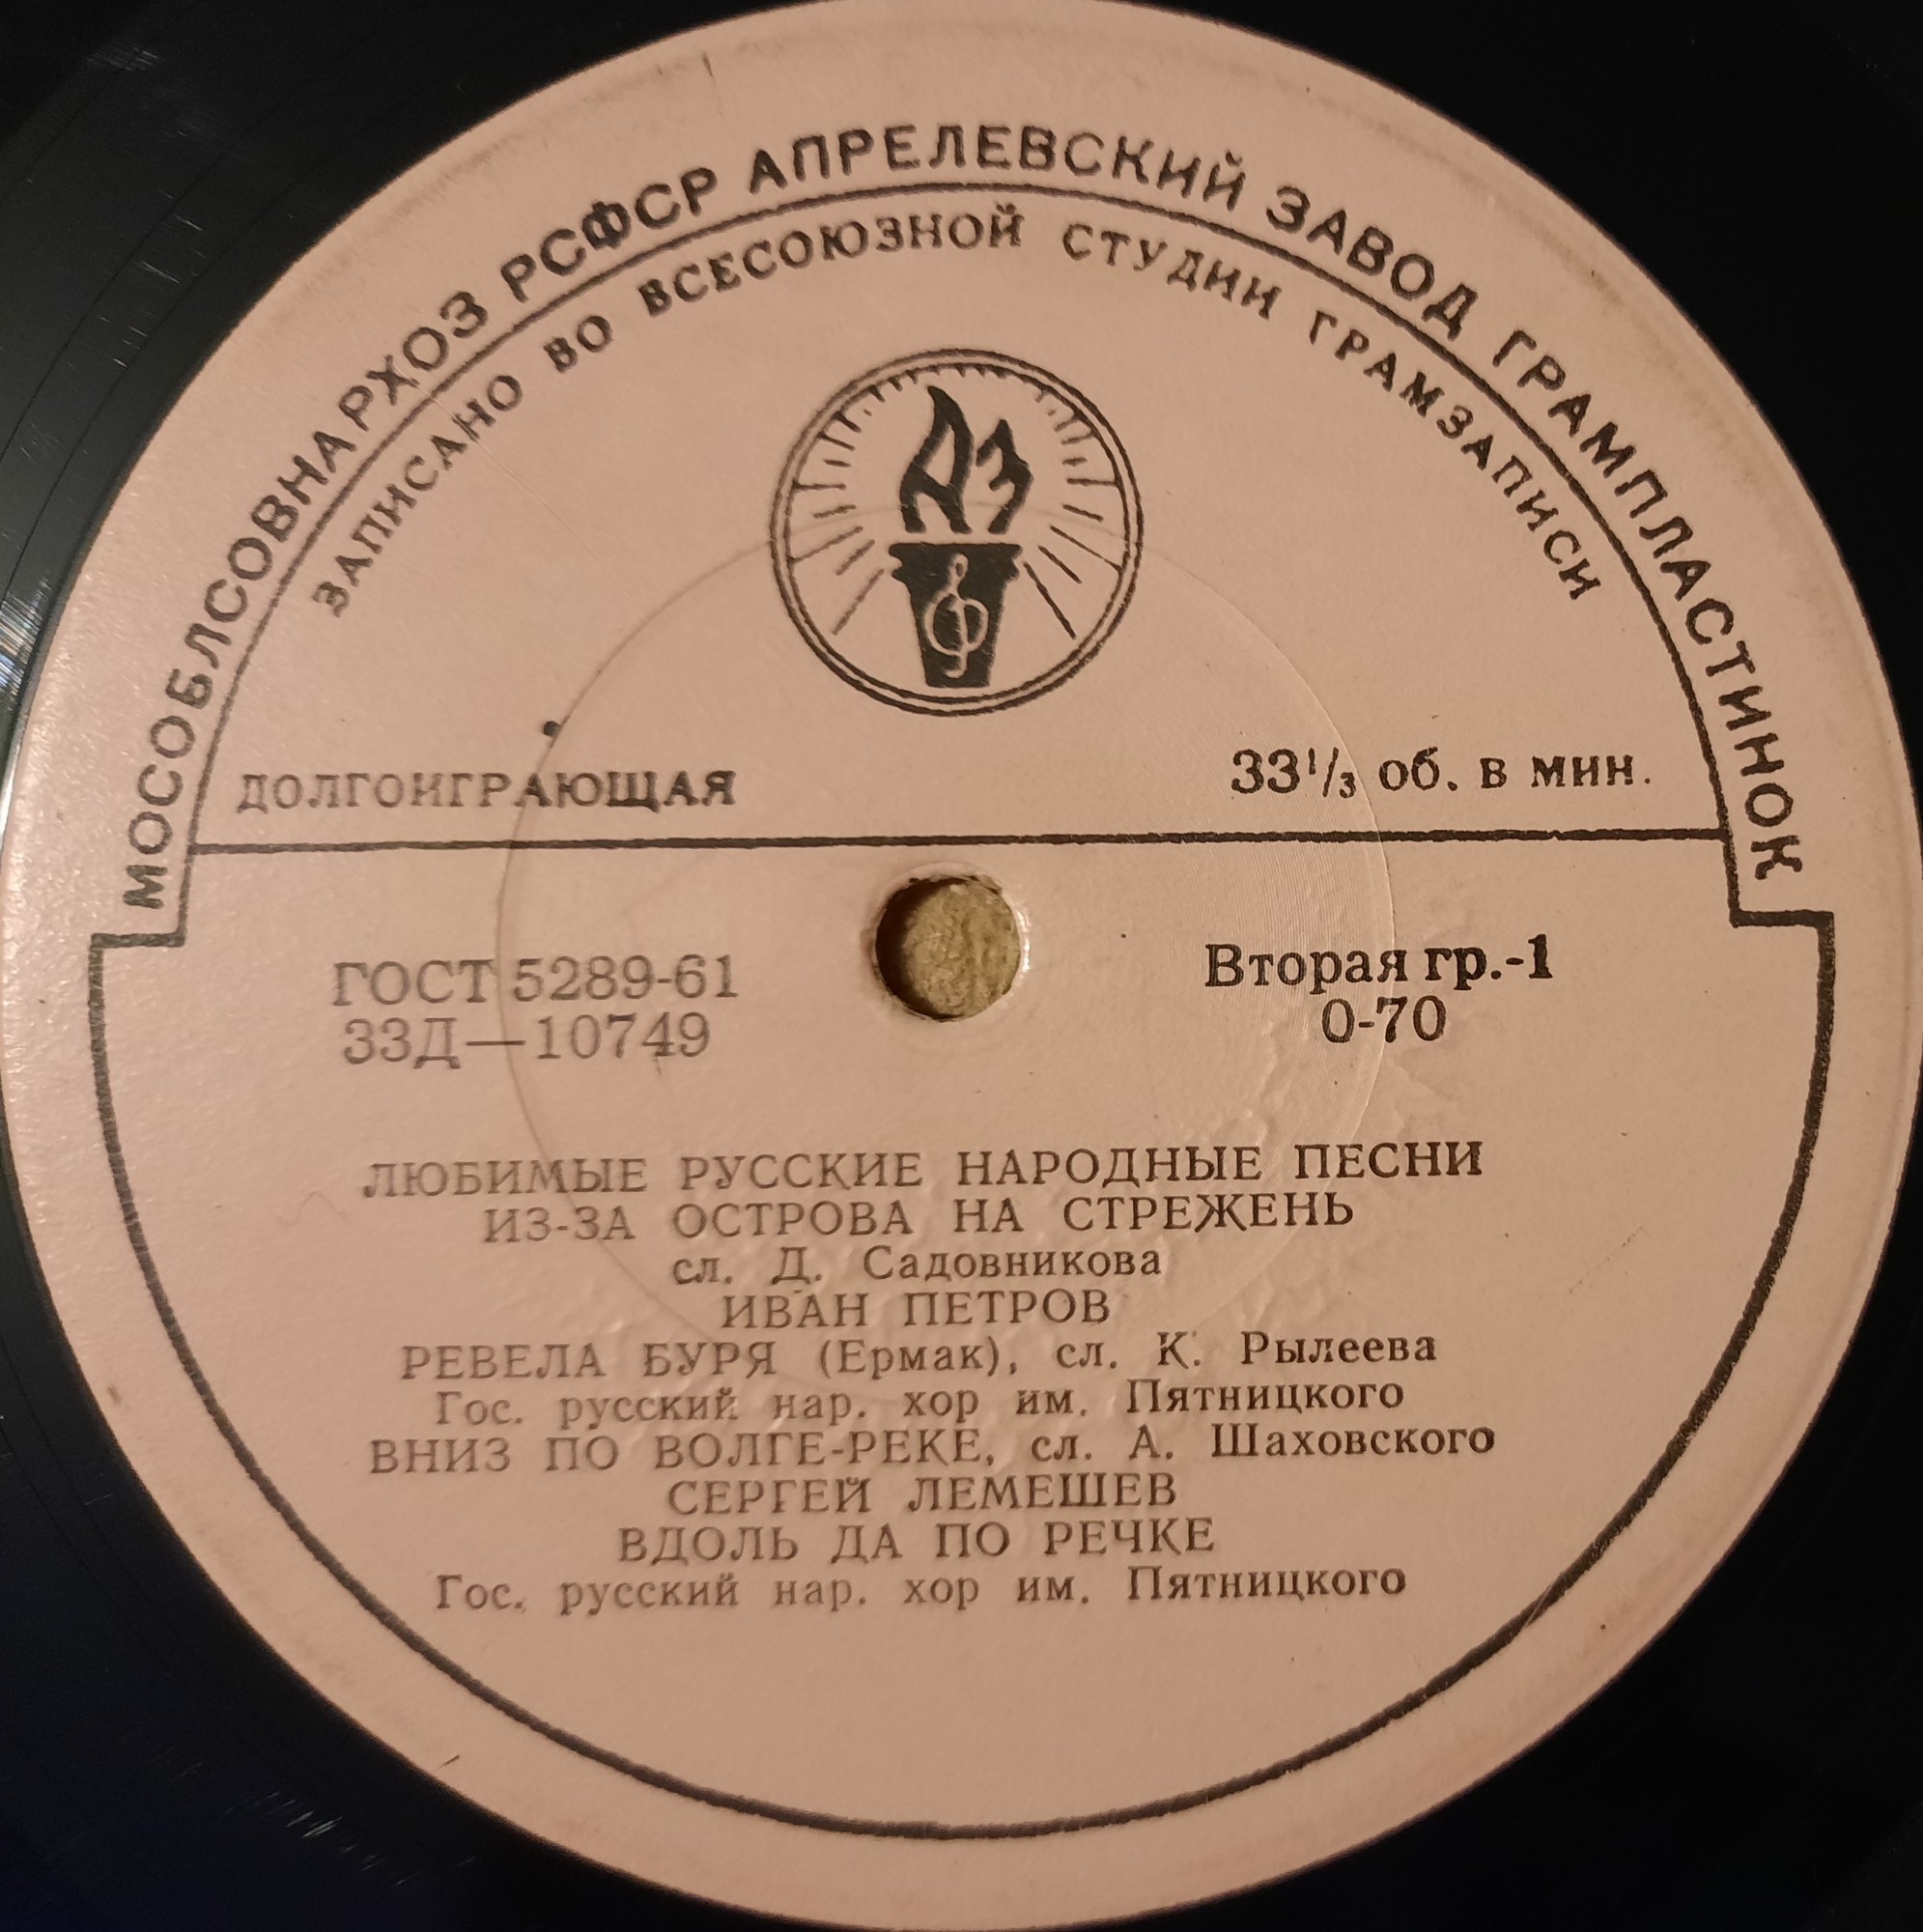 МОСОБЛСОВНАРХОЗ РСФСР АПРЕЛЕВСКИЙ ЗАВОД ГРАМПЛАСТИНОК
ЗАПИСАНО ВО ВСЕСОЮЗНОЙ СТУДИИ ГРАМЗАПИСИ
АЗ
ДОЛГОИГРАЮЩАЯ 33 1/3 об. в мин.
ГОСТ 5289-61 Вторая гр.-1
33Д—10749 0-70
ЛЮБИМЫЕ РУССКИЕ НАРОДНЫЕ ПЕСНИ
ИЗ-ЗА ОСТРОВА НА СТРЕЖЕНЬ
сл. Д. Садовникова
ИВАН ПЕТРОВ
РЕВЕЛА БУРЯ (Ермак), сл. К. Рылеева
Гос. русский нар. хор им. Пятницкого
ВНИЗ ПО ВОЛГЕ-РЕКЕ, сл. А. Шаховского
СЕРГЕЙ ЛЕМЕШЕВ
ВДОЛЬ ДА ПО РЕЧКЕ
Гос. русский нар. хор им. Пятницкого